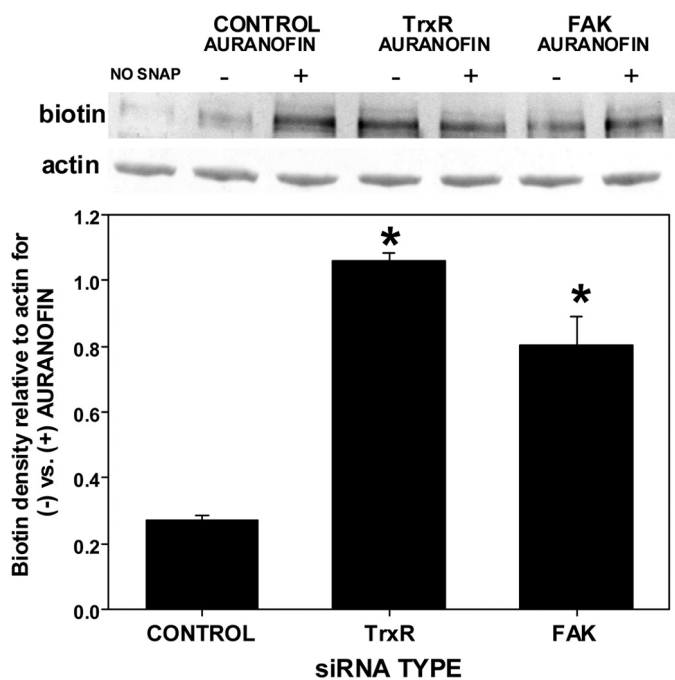 CONTROL TrxR FAK
AURANOFIN AURANOFIN AURANOFIN
NO SNAP - + - + - +
biotin
actin
Biotin density relative to actin for
(-) vs. (+) AURANOFIN
1.2
1.0
0.8
0.6
0.4
0.2
0.0
* *
CONTROL TrxR FAK
siRNA TYPE